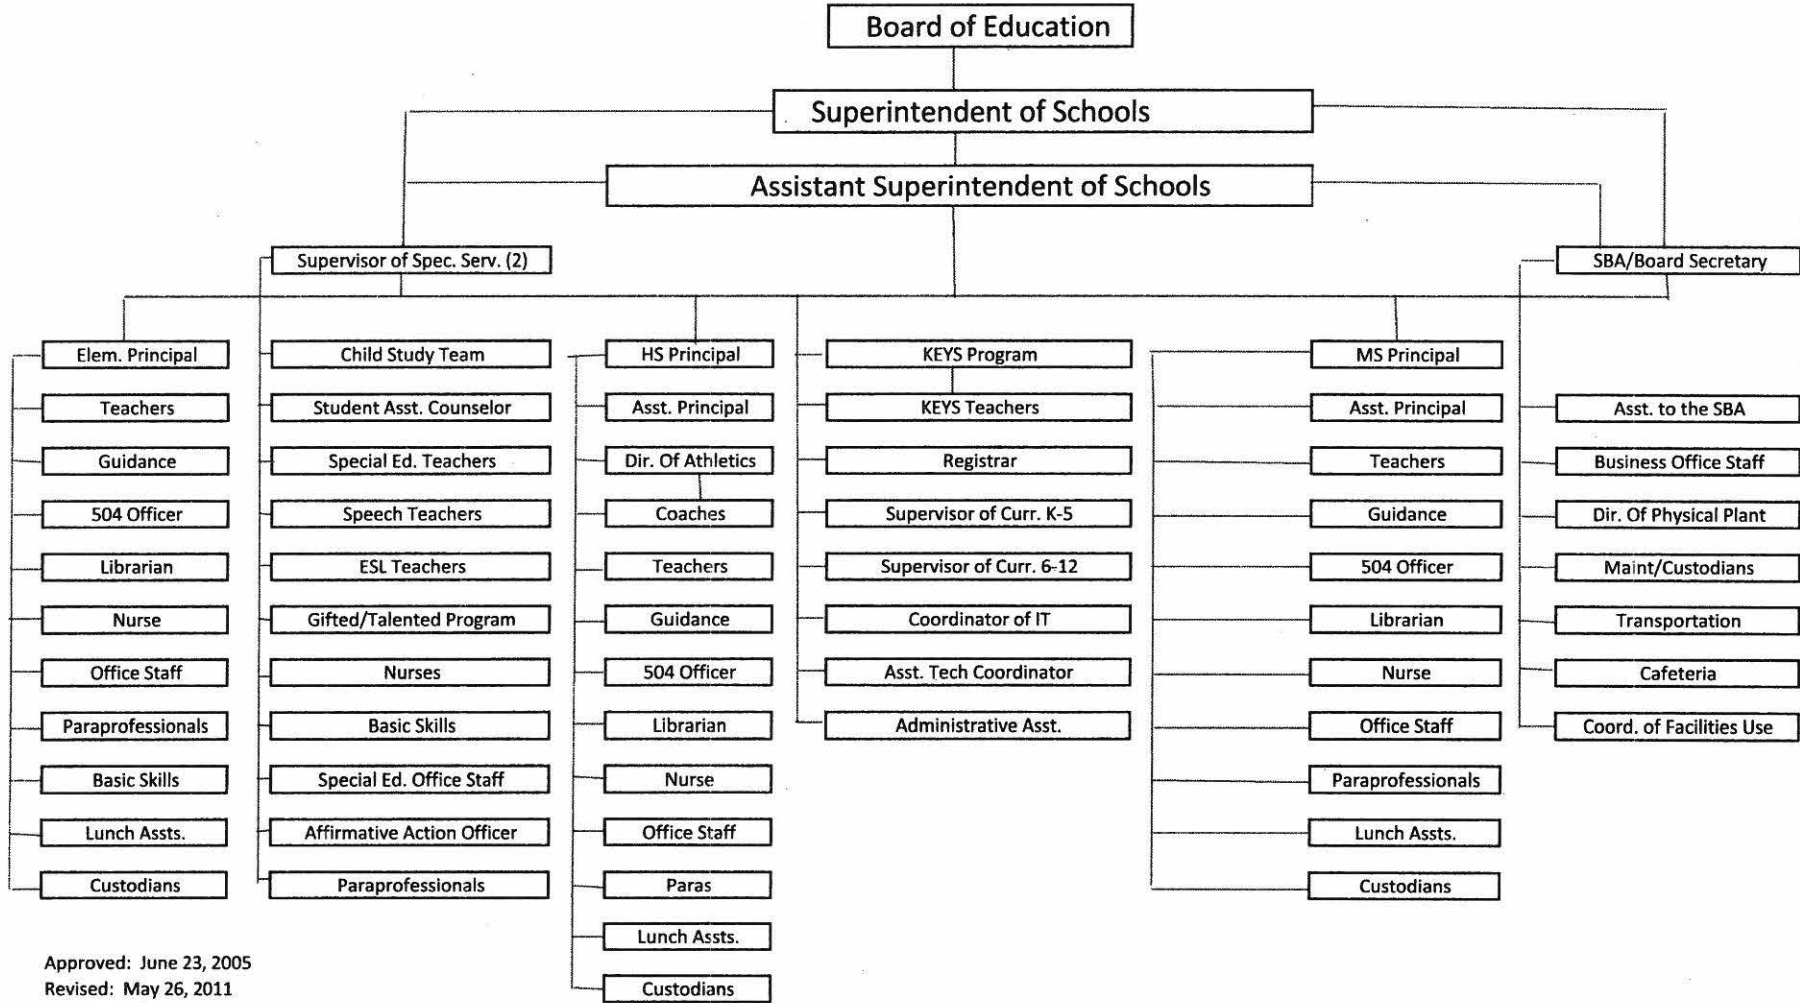 Board of Education
Superintendent of Schools
Assistant Superintendent of Schools
Supervisor of Spec. Serv. (2)
SBA/Board Secretary
Elem. Principal
Teachers
Guidance
504 Officer
Librarian
Nurse
Office Staff
Paraprofessionals
Basic Skills
Lunch Assts.
Custodians
Child Study Team
Student Asst. Counselor
Special Ed. Teachers
Speech Teachers
ESL Teachers
Gifted/Talented Program
Nurses
Basic Skills
Special Ed. Office Staff
Affirmative Action Officer
Paraprofessionals
HS Principal
Asst. Principal
Dir. Of Athletics
Coaches
Teachers
Guidance
504 Officer
Librarian
Nurse
Office Staff
Paras
Lunch Assts.
Custodians
KEYS Program
KEYS Teachers
Registrar
Supervisor of Curr. K-5
Supervisor of Curr. 6-12
Coordinator of IT
Asst. Tech Coordinator
Administrative Asst.
MS Principal
Asst. Principal
Teachers
Guidance
504 Officer
Librarian
Nurse
Office Staff
Paraprofessionals
Lunch Assts.
Custodians
Asst. to the SBA
Business Office Staff
Dir. Of Physical Plant
Maint/Custodians
Transportation
Cafeteria
Coord. of Facilities Use
Approved: June 23, 2005
Revised: May 26, 2011